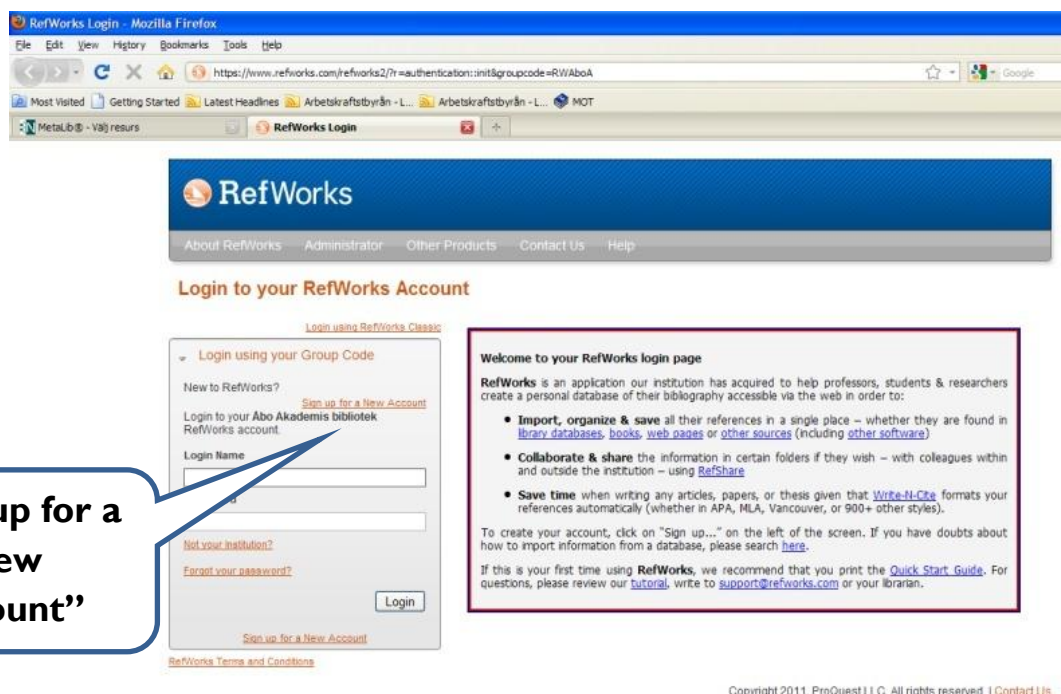 RefWorks Login - Mozilla Firefox
File Edit View History Bookmarks Tools Help
https://www.refworks.com/refworks2/?r=authentication::init&groupcode=RWAboA
Google
Most Visited Getting Started Latest Headlines Arbetskraftsbyrån - L... Arbetskraftsbyrån - L... MOT
MetaLib® - Välj resurs RefWorks Login
RefWorks
About RefWorks Administrator Other Products Contact Us Help
Login to your RefWorks Account
Login using RefWorks Classic
Login using your Group Code
New to RefWorks?
Sign up for a New Account
Login to your Åbo Akademis bibliotek
RefWorks account.
Login Name
Not your Institution?
Forgot your password?
Login
Sign up for a New Account
RefWorks Terms and Conditions
up for a
ew
ount”
Welcome to your RefWorks login page
RefWorks is an application our institution has acquired to help professors, students & researchers
create a personal database of their bibliography accessible via the web in order to:
• Import, organize & save all their references in a single place – whether they are found in
library databases, books, web pages or other sources (including other software)
• Collaborate & share the information in certain folders if they wish – with colleagues within
and outside the institution – using RefShare
• Save time when writing any articles, papers, or thesis given that Write-N-Cite formats your
references automatically (whether in APA, MLA, Vancouver, or 900+ other styles).
To create your account, click on "Sign up..." on the left of the screen. If you have doubts about
how to import information from a database, please search here.
If this is your first time using RefWorks, we recommend that you print the Quick Start Guide. For
questions, please review our tutorial, write to support@refworks.com or your librarian.
Copyright 2011, ProQuest LLC. All rights reserved. | Contact Us